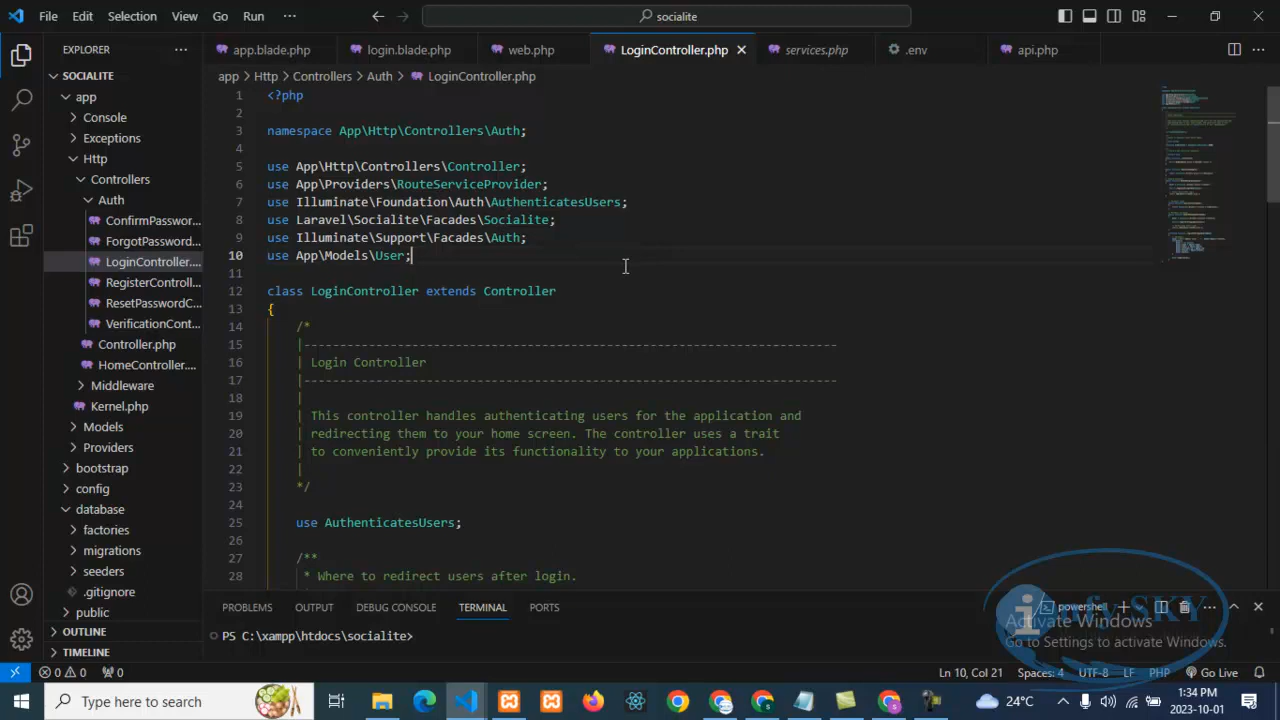 File Edit Selection View Go Run ··· socialite
EXPLORER ··· app.blade.php login.blade.php web.php LoginController.php services.php .env api.php ···
SOCIALITE
app > Http > Controllers > Auth > LoginController.php
app
Console
Exceptions
Http
Controllers
Auth
ConfirmPasswor...
ForgotPassword...
LoginController....
RegisterControll...
ResetPasswordC...
VerificationCont...
Controller.php
HomeController....
Middleware
Kernel.php
Models
Providers
bootstrap
config
database
factories
migrations
seeders
.gitignore
public
OUTLINE
TIMELINE
1 <?php
2
3 namespace App\Http\Controllers\Auth;
4
5 use App\Http\Controllers\Controller;
6 use App\Providers\RouteServiceProvider;
7 use Illuminate\Foundation\Auth\AuthenticatesUsers;
8 use Laravel\Socialite\Facades\Socialite;
9 use Illuminate\Support\Facades\Auth;
10 use App\Models\User;
11
12 class LoginController extends Controller
13 {
14 /*
15 |--------------------------------------------------------------------------
16 | Login Controller
17 |--------------------------------------------------------------------------
18 |
19 | This controller handles authenticating users for the application and
20 | redirecting them to your home screen. The controller uses a trait
21 | to conveniently provide its functionality to your applications.
22 |
23 */
24
25 use AuthenticatesUsers;
26
27 /**
28 * Where to redirect users after login.
PROBLEMS OUTPUT DEBUG CONSOLE TERMINAL PORTS powershell ···
PS C:\xampp\htdocs\socialite>
Activate Windows
Go to Settings to activate Windows.
0 0 0 Ln 10, Col 21 Spaces: 4 UTF-8 LF PHP Go Live
Type here to search 24°C 1:34 PM
2023-10-01